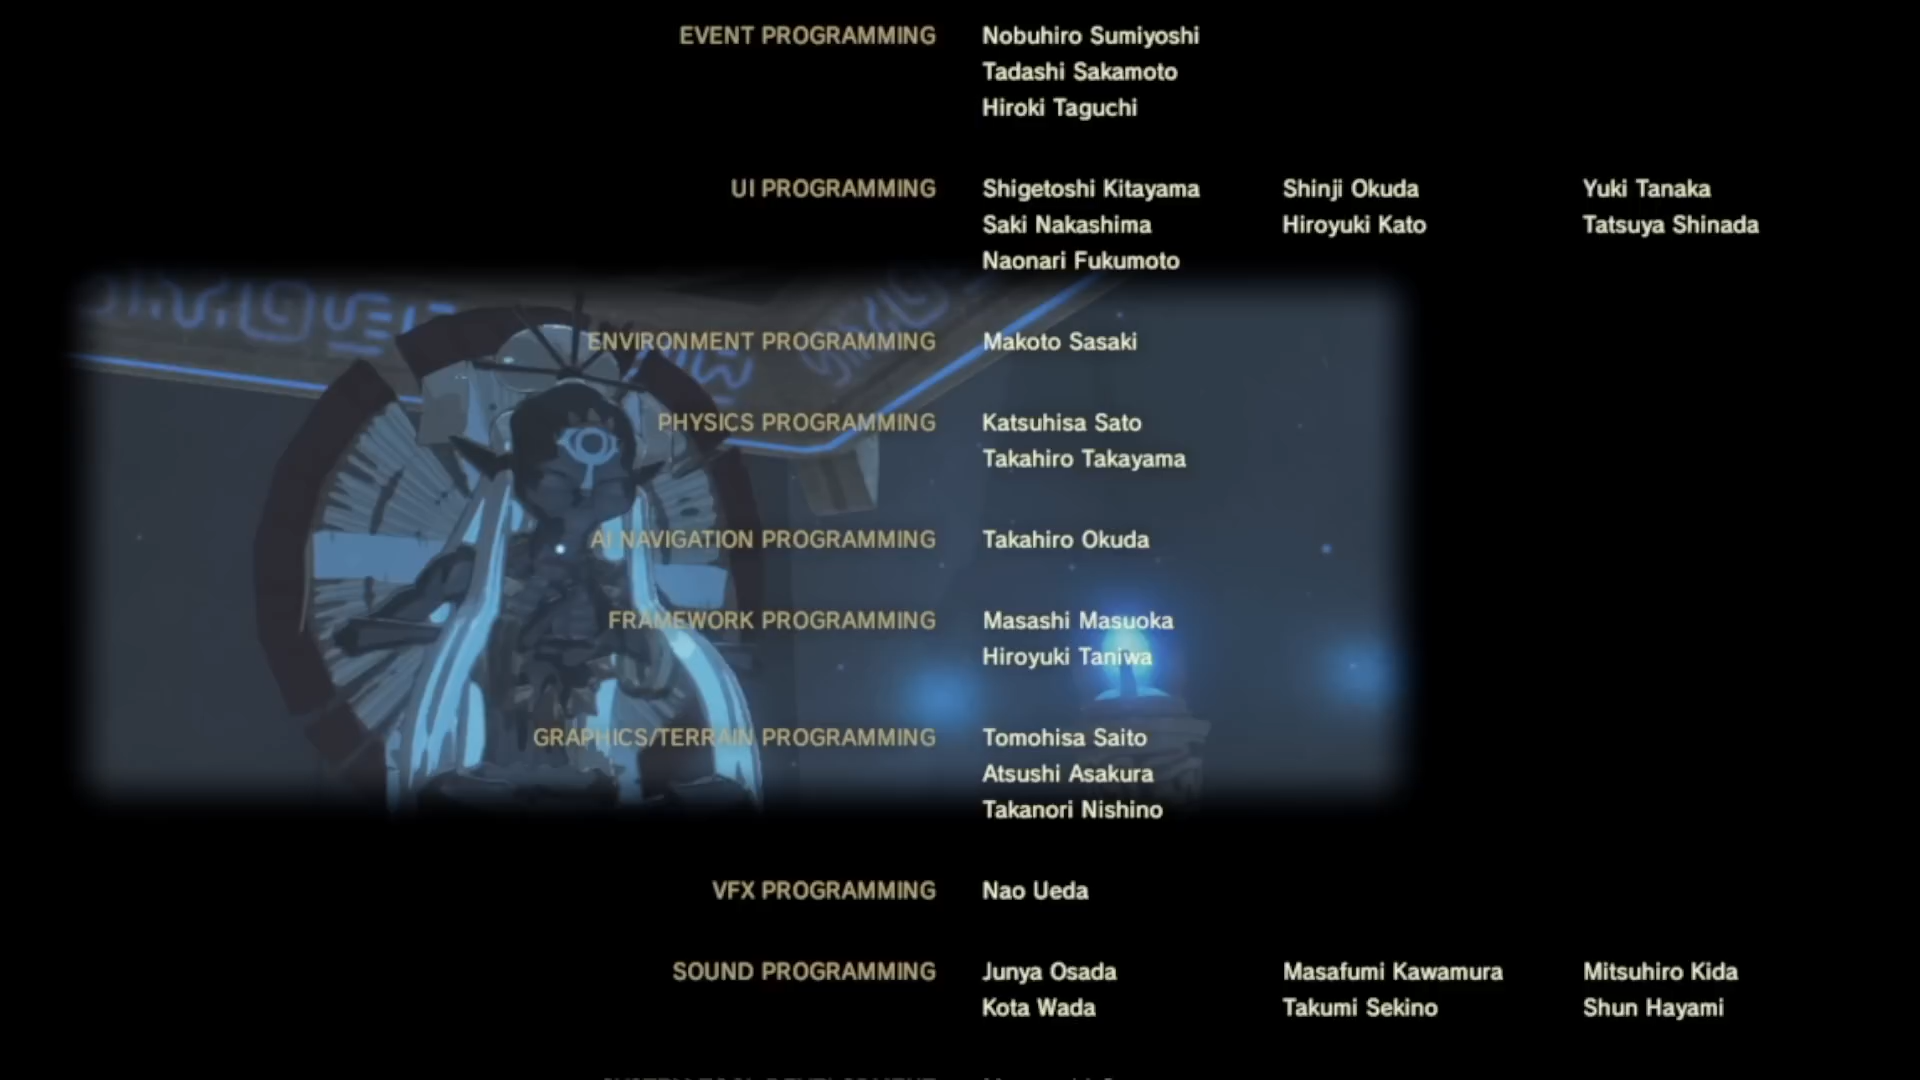 EVENT PROGRAMMING Nobuhiro Sumiyoshi
Tadashi Sakamoto
Hiroki Taguchi
UI PROGRAMMING Shigetoshi Kitayama Shinji Okuda Yuki Tanaka
Saki Nakashima Hiroyuki Kato Tatsuya Shinada
Naonari Fukumoto
ENVIRONMENT PROGRAMMING Makoto Sasaki
PHYSICS PROGRAMMING Katsuhisa Sato
Takahiro Takayama
AI NAVIGATION PROGRAMMING Takahiro Okuda
FRAMEWORK PROGRAMMING Masashi Masuoka
Hiroyuki Taniwa
GRAPHICS/TERRAIN PROGRAMMING Tomohisa Saito
Atsushi Asakura
Takanori Nishino
VFX PROGRAMMING Nao Ueda
SOUND PROGRAMMING Junya Osada Masafumi Kawamura Mitsuhiro Kida
Kota Wada Takumi Sekino Shun Hayami